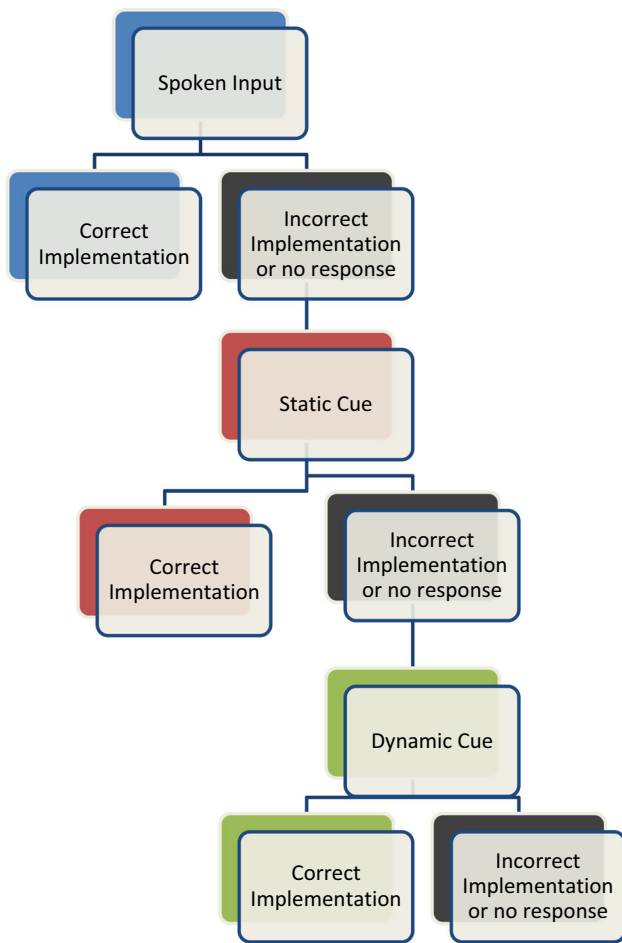 Spoken Input
Correct
Implementation
Incorrect
Implementation
or no response
Static Cue
Correct
Implementation
Incorrect
Implementation
or no response
Dynamic Cue
Correct
Implementation
Incorrect
Implementation
or no response